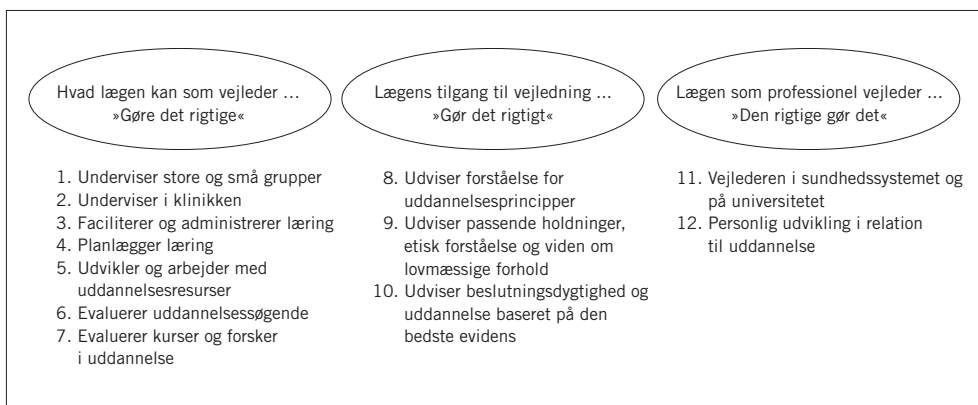 Hvad lægen kan som vejleder …
»Gøre det rigtige«
1. Underviser store og små grupper
2. Underviser i klinikken
3. Faciliterer og administrerer læring
4. Planlægger læring
5. Udvikler og arbejder med
uddannelsesresurser
6. Evaluerer uddannelsessøgende
7. Evaluerer kurser og forsker
i uddannelse
Lægens tilgang til vejledning …
»Gør det rigtigt«
8. Udviser forståelse for
uddannelsesprincipper
9. Udviser passende holdninger,
etisk forståelse og viden om
lovmæssige forhold
10. Udviser beslutningsdygtighed og
uddannelse baseret på den
bedste evidens
Lægen som professionel vejleder …
»Den rigtige gør det«
11. Vejlederen i sundhedssystemet og
på universitetet
12. Personlig udvikling i relation
til uddannelse